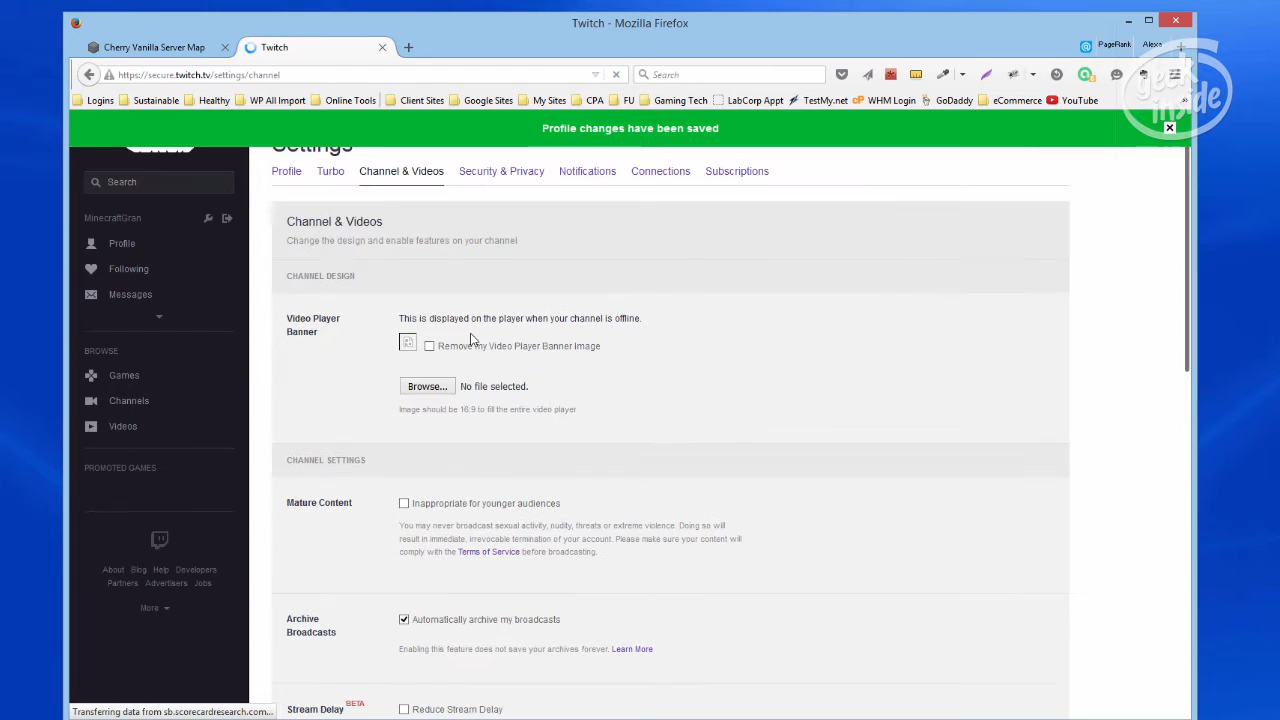 Twitch - Mozilla Firefox
Cherry Vanilla Server Map
Twitch
PageRank
Alexa
https://secure.twitch.tv/settings/channel
Search
geek
inside
Logins Sustainable Healthy WP All Import Online Tools Client Sites Google Sites My Sites CPA FU Gaming Tech LabCorp Appt TestMy.net WHM Login GoDaddy eCommerce YouTube
Profile changes have been saved
Settings
Profile Turbo Channel & Videos Security & Privacy Notifications Connections Subscriptions
Search
MinecraftGran
Profile
Following
Messages
BROWSE
Games
Channels
Videos
PROMOTED GAMES
About Blog Help Developers
Partners Advertisers Jobs
More
Channel & Videos
Change the design and enable features on your channel
CHANNEL DESIGN
Video Player
Banner
This is displayed on the player when your channel is offline.
Remove my Video Player Banner Image
Browse... No file selected.
Image should be 16:9 to fill the entire video player
CHANNEL SETTINGS
Mature Content
Inappropriate for younger audiences
You may never broadcast sexual activity, nudity, threats or extreme violence. Doing so will
result in immediate, irrevocable termination of your account. Please make sure your content will
comply with the Terms of Service before broadcasting.
Archive
Broadcasts
Automatically archive my broadcasts
Enabling this feature does not save your archives forever. Learn More
Stream Delay BETA
Reduce Stream Delay
Transferring data from sb.scorecardresearch.com...